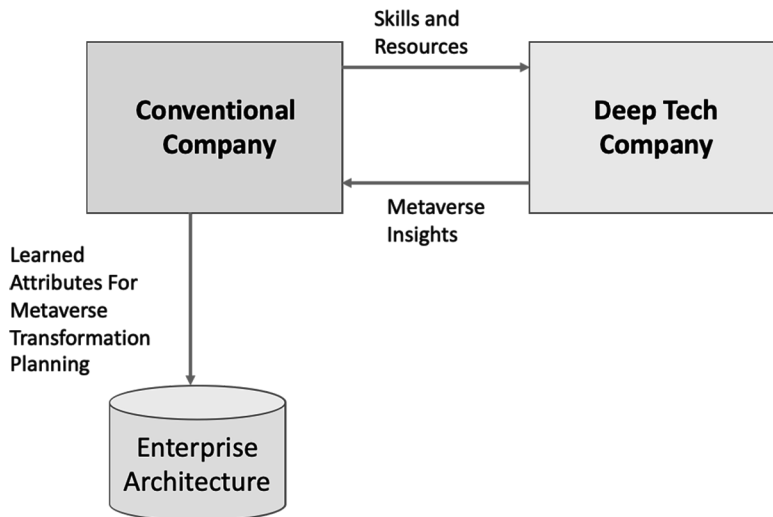 Skills and
Resources
Conventional
Company
Deep Tech
Company
Metaverse
Insights
Learned
Attributes For
Metaverse
Transformation
Planning
Enterprise
Architecture